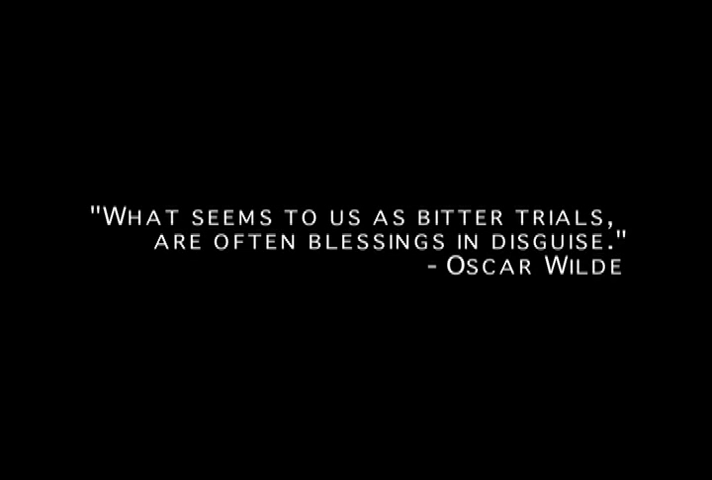 "What seems to us as bitter trials,
are often blessings in disguise."
- Oscar Wilde